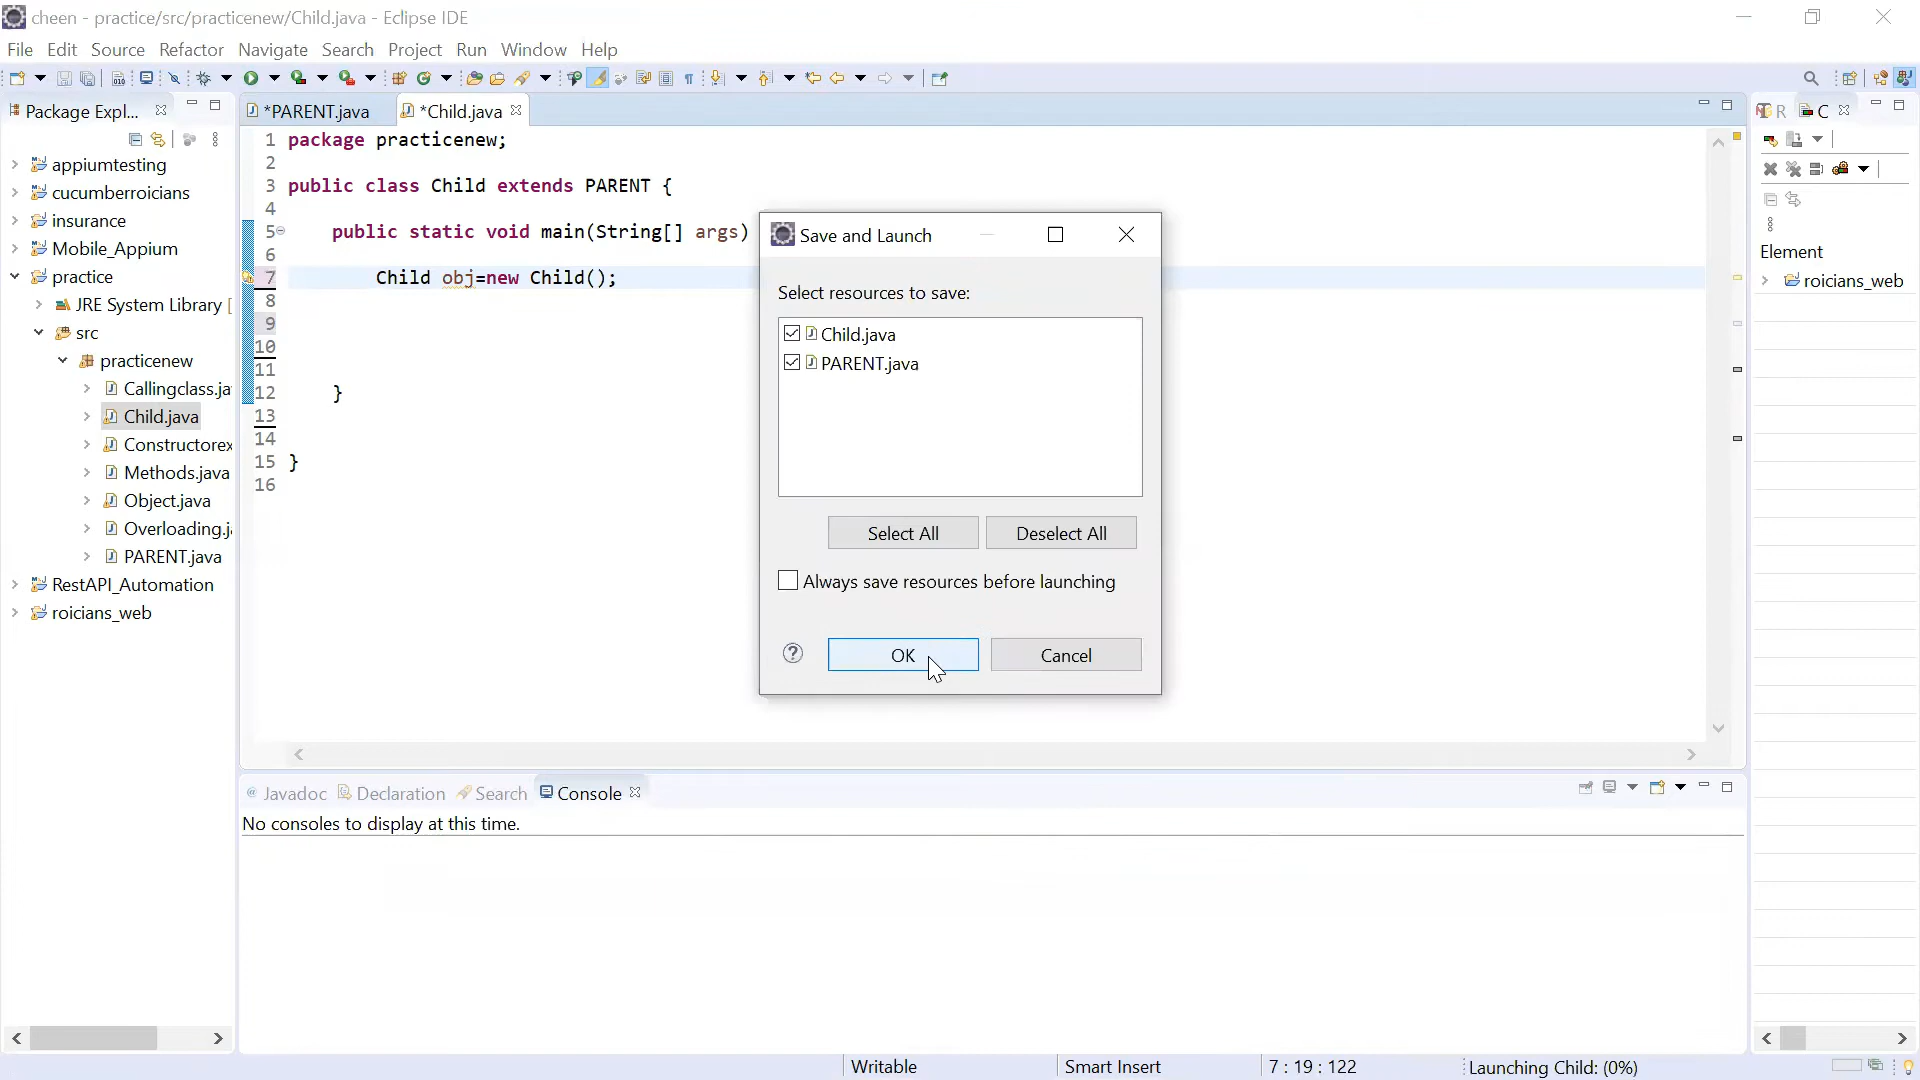 cheen - practice/src/practicenew/Child.java - Eclipse IDE
File Edit Source Refactor Navigate Search Project Run Window Help
Package Expl...
*PARENT.java
*Child.java
R
C
appiumtesting
cucumberroicians
insurance
Mobile_Appium
practice
JRE System Library [
src
practicenew
Callingclass.ja
Child.java
Constructorex
Methods.java
Object.java
Overloading.j
PARENT.java
RestAPI_Automation
roicians_web
1 package practicenew;
2
3 public class Child extends PARENT {
4
5 public static void main(String[] args)
6
7 Child obj=new Child();
8
9
10
11
12 }
13
14
15 }
16
Save and Launch
Select resources to save:
Child.java
PARENT.java
Select All Deselect All
Always save resources before launching
OK Cancel
Element
roicians_web
@ Javadoc Declaration Search Console
No consoles to display at this time.
Writable Smart Insert 7 : 19 : 122 Launching Child: (0%)